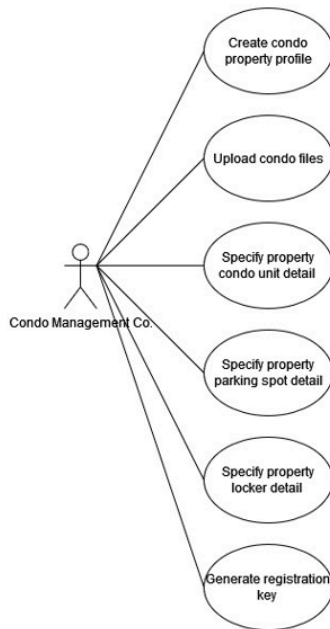 Create condo
property profile
Upload condo files
Specify property
condo unit detail
Condo Management Co.
Specify property
parking spot detail
Specify property
locker detail
Generate registration
key